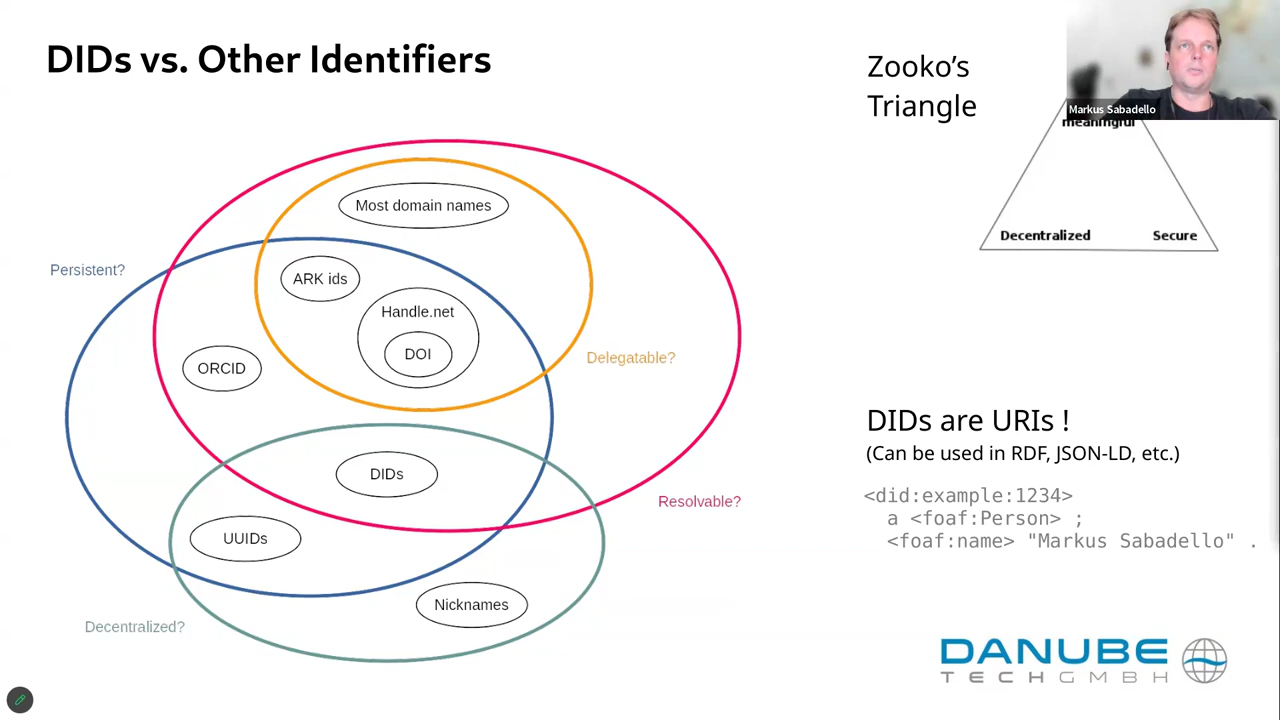 DIDs vs. Other Identifiers
Zooko's
Triangle
Markus Sabadello
meaningful
Decentralized
Secure
Most domain names
Persistent?
ARK ids
Handle.net
DOI
ORCID
Delegatable?
DIDs
Resolvable?
UUIDs
Nicknames
Decentralized?
DIDs are URIs !
(Can be used in RDF, JSON-LD, etc.)
<did:example:1234>
a <foaf:Person> ;
<foaf:name> "Markus Sabadello" .
DANUBE
TECHGMBH